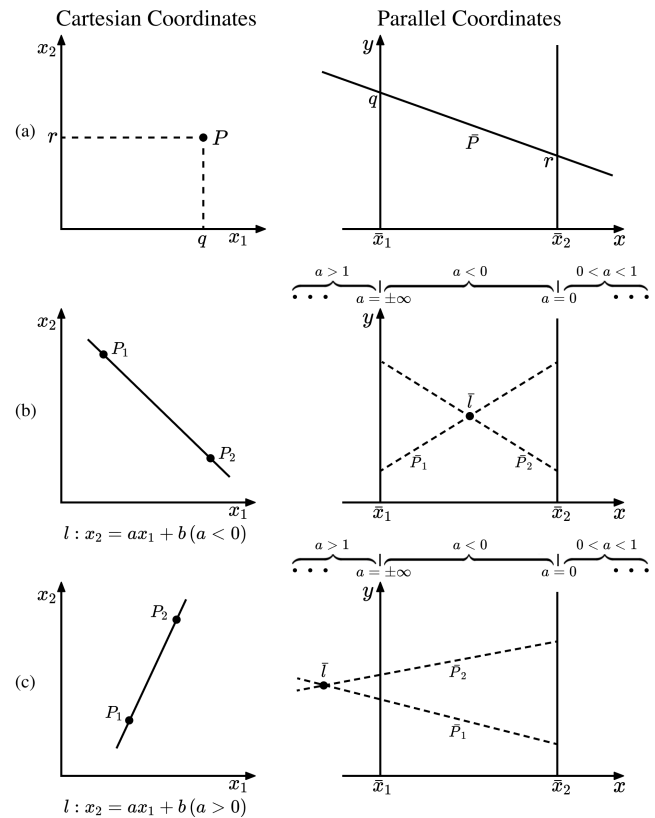 Cartesian Coordinates Parallel Coordinates
(a)
x₂
r
P
q
x₁
y
q
P̄
r
x̄₁
x̄₂
x
a > 1 a < 0 0 < a < 1
a = ±∞ a = 0
(b)
x₂
P₁
P₂
x₁
l : x₂ = ax₁ + b (a < 0)
y
l̄
P̄₁
P̄₂
x̄₁
x̄₂
x
a > 1 a < 0 0 < a < 1
a = ±∞ a = 0
(c)
x₂
P₂
P₁
x₁
l : x₂ = ax₁ + b (a > 0)
y
l̄
P̄₂
P̄₁
x̄₁
x̄₂
x